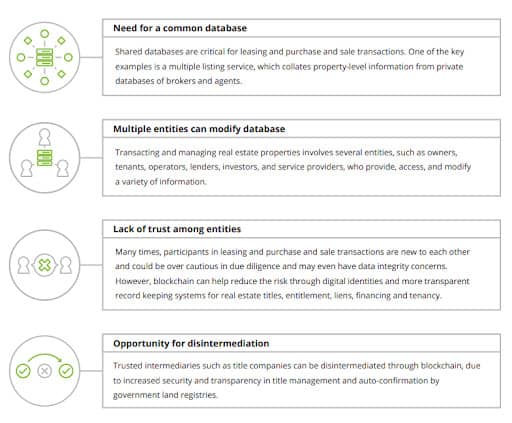 Need for a common database
Shared databases are critical for leasing and purchase and sale transactions. One of the key
examples is a multiple listing service, which collates property-level information from private
databases of brokers and agents.
Multiple entities can modify database
Transacting and managing real estate properties involves several entities, such as owners,
tenants, operators, lenders, investors, and service providers, who provide, access, and modify
a variety of information.
Lack of trust among entities
Many times, participants in leasing and purchase and sale transactions are new to each other
and could be over cautious in due diligence and may even have data integrity concerns.
However, blockchain can help reduce the risk through digital identities and more transparent
record keeping systems for real estate titles, entitlement, liens, financing and tenancy.
Opportunity for disintermediation
Trusted intermediaries such as title companies can be disintermediated through blockchain, due
to increased security and transparency in title management and auto-confirmation by
government land registries.